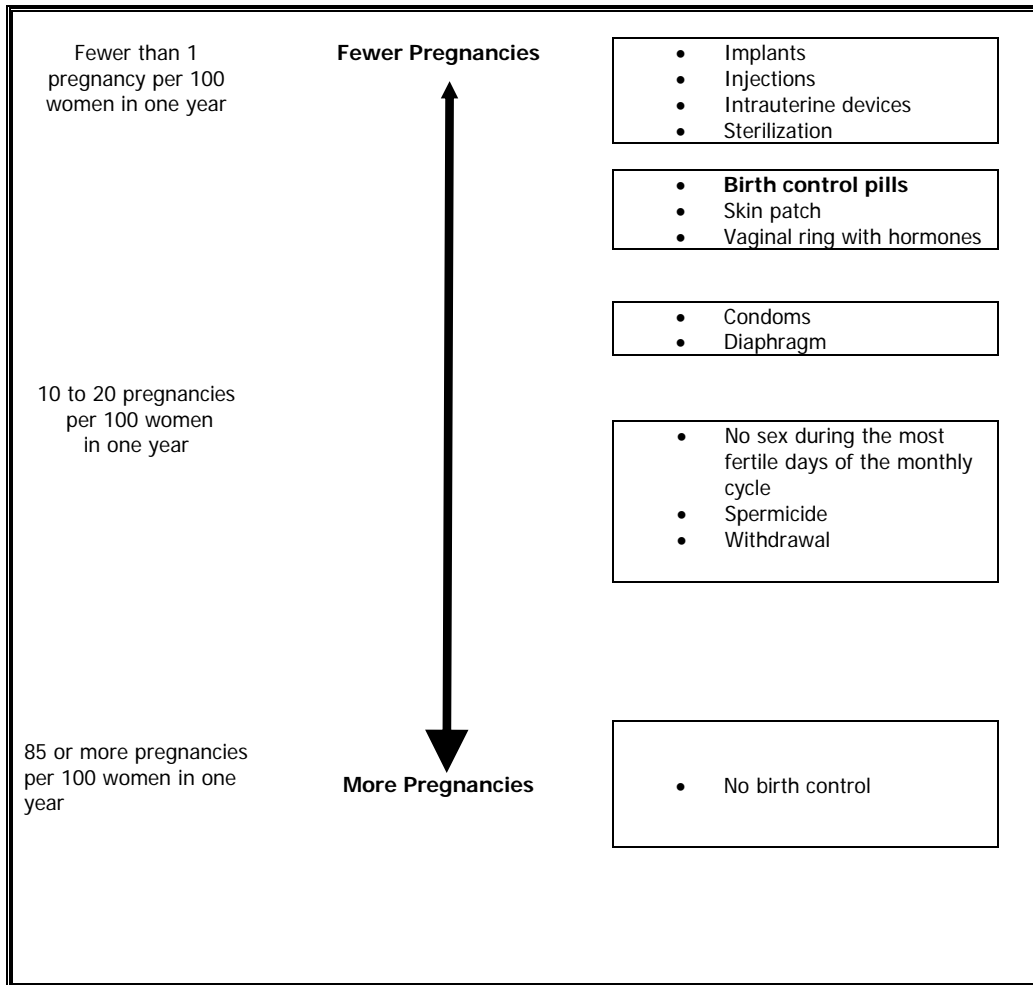 Fewer than 1
pregnancy per 100
women in one year
Fewer Pregnancies
• Implants
• Injections
• Intrauterine devices
• Sterilization
• Birth control pills
• Skin patch
• Vaginal ring with hormones
• Condoms
• Diaphragm
10 to 20 pregnancies
per 100 women
in one year
• No sex during the most
fertile days of the monthly
cycle
• Spermicide
• Withdrawal
85 or more pregnancies
per 100 women in one
year
More Pregnancies
• No birth control